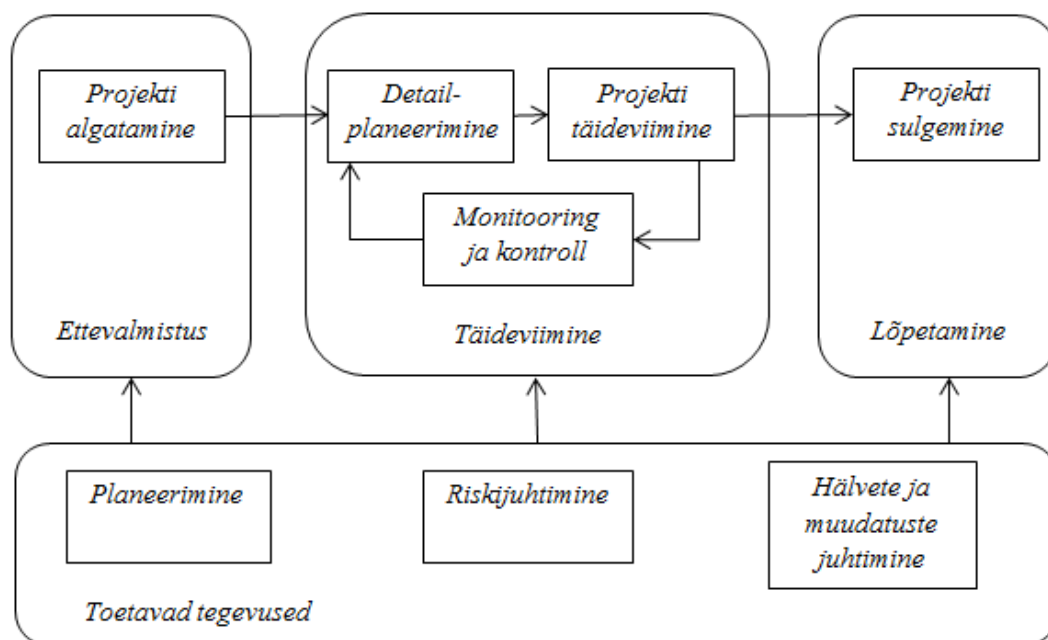 Projekti
algatamine
Detail-
planeerimine
Projekti
täideviimine
Projekti
sulgemine
Monitooring
ja kontroll
Ettevalmistus
Täideviimine
Lõpetamine
Planeerimine
Riskijuhtimine
Hälvete ja
muudatuste
juhtimine
Toetavad tegevused